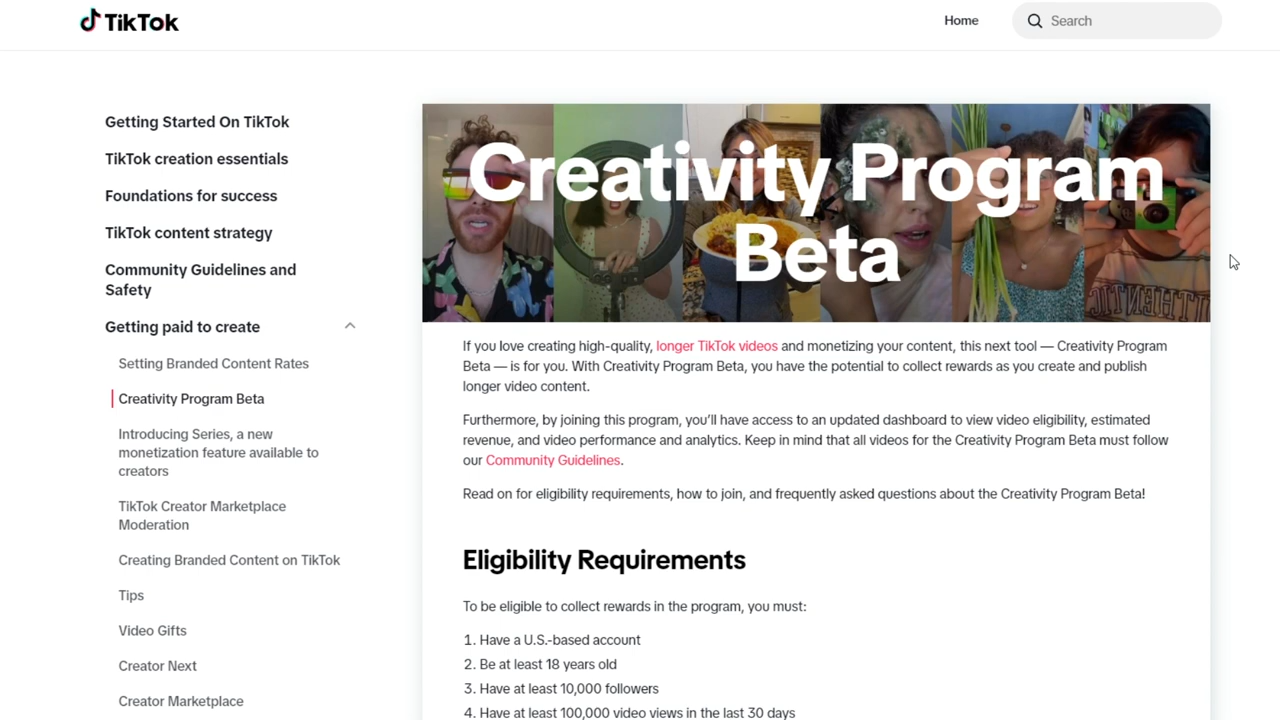 TikTok
Home
Search
Getting Started On TikTok
TikTok creation essentials
Foundations for success
TikTok content strategy
Community Guidelines and
Safety
Getting paid to create
Setting Branded Content Rates
Creativity Program Beta
Introducing Series, a new
monetization feature available to
creators
TikTok Creator Marketplace
Moderation
Creating Branded Content on TikTok
Tips
Video Gifts
Creator Next
Creator Marketplace
Creativity Program
Beta
If you love creating high-quality, longer TikTok videos and monetizing your content, this next tool — Creativity Program
Beta — is for you. With Creativity Program Beta, you have the potential to collect rewards as you create and publish
longer video content.
Furthermore, by joining this program, you’ll have access to an updated dashboard to view video eligibility, estimated
revenue, and video performance and analytics. Keep in mind that all videos for the Creativity Program Beta must follow
our Community Guidelines.
Read on for eligibility requirements, how to join, and frequently asked questions about the Creativity Program Beta!
Eligibility Requirements
To be eligible to collect rewards in the program, you must:
1. Have a U.S.-based account
2. Be at least 18 years old
3. Have at least 10,000 followers
4. Have at least 100,000 video views in the last 30 days